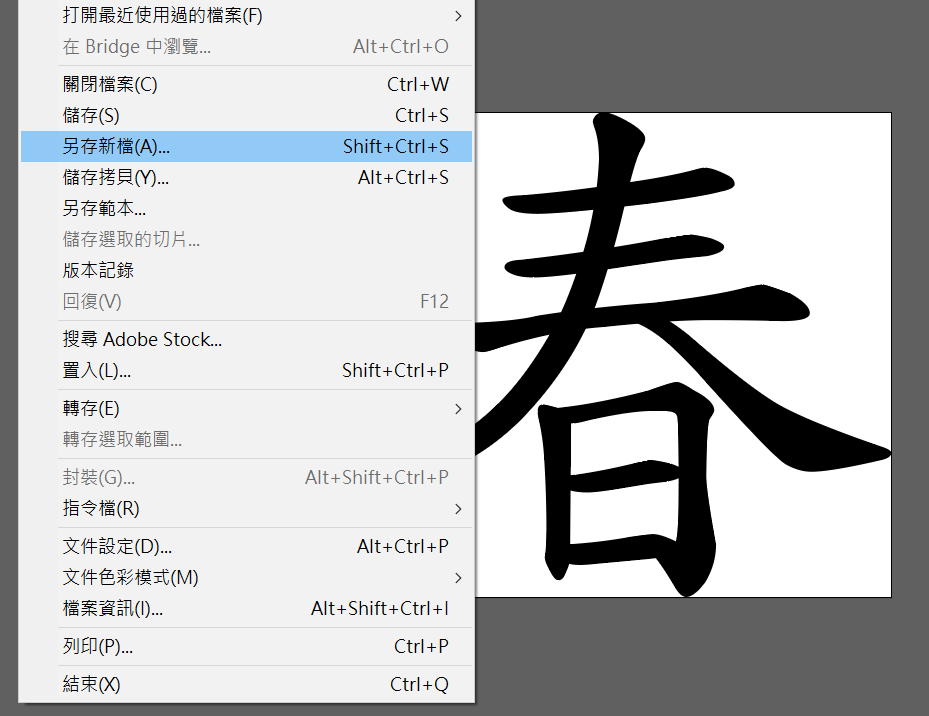 打開最近使用過的檔案(F)
在 Bridge 中瀏覽... Alt+Ctrl+O
關閉檔案(C) Ctrl+W
儲存(S) Ctrl+S
另存新檔(A)... Shift+Ctrl+S
儲存拷貝(Y)... Alt+Ctrl+S
另存範本...
儲存選取的切片...
版本記錄
回復(V) F12
搜尋 Adobe Stock...
置入(L)... Shift+Ctrl+P
轉存(E)
轉存選取範圍...
封裝(G)... Alt+Shift+Ctrl+P
指令檔(R)
文件設定(D)... Alt+Ctrl+P
文件色彩模式(M)
檔案資訊(I)... Alt+Shift+Ctrl+I
列印(P)... Ctrl+P
結束(X) Ctrl+Q
春